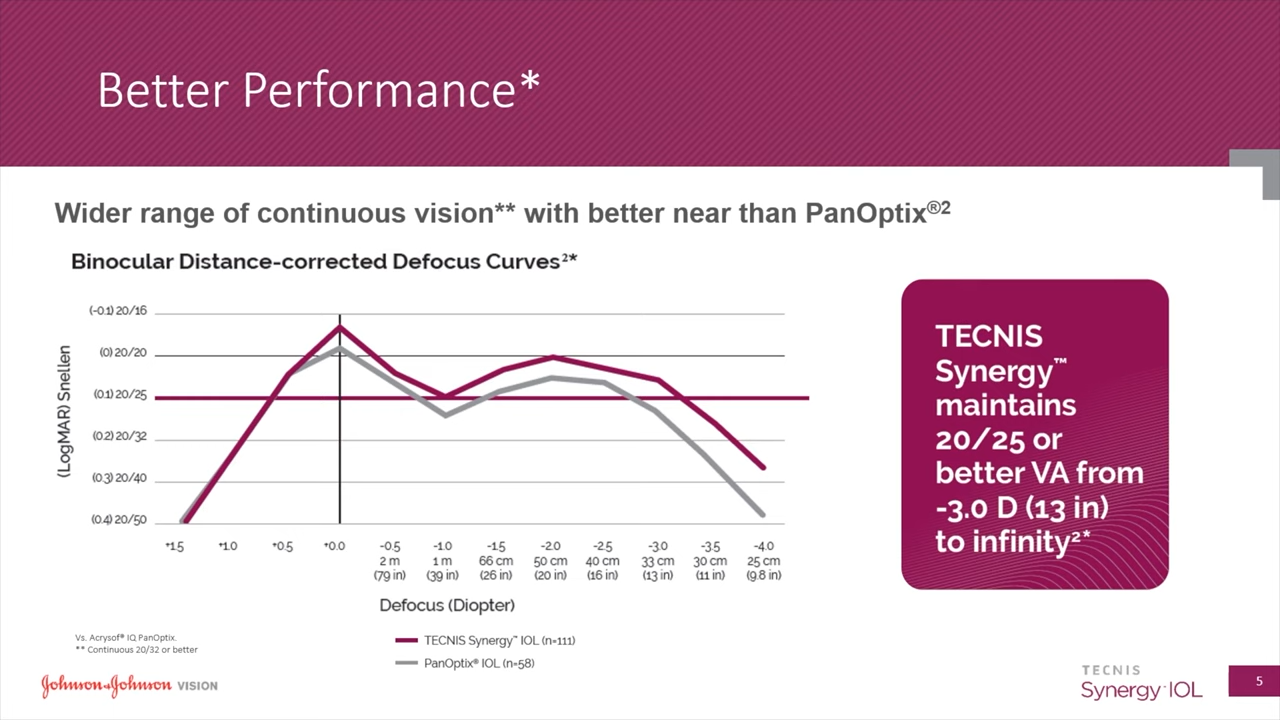 Better Performance*
Wider range of continuous vision** with better near than PanOptix®2
Binocular Distance-corrected Defocus Curves2*
(LogMAR) Snellen
(-0.1) 20/16
(0) 20/20
(0.1) 20/25
(0.2) 20/32
(0.3) 20/40
(0.4) 20/50
+1.5
+1.0
+0.5
+0.0
-0.5
2 m
(79 in)
-1.0
1 m
(39 in)
-1.5
66 cm
(26 in)
-2.0
50 cm
(20 in)
-2.5
40 cm
(16 in)
-3.0
33 cm
(13 in)
-3.5
30 cm
(11 in)
-4.0
25 cm
(9.8 in)
Defocus (Diopter)
TECNIS Synergy™ IOL (n=111)
PanOptix® IOL (n=58)
TECNIS
Synergy™
maintains
20/25 or
better VA from
-3.0 D (13 in)
to infinity2*
Vs. Acrysof® IQ PanOptix.
** Continuous 20/32 or better
Johnson&Johnson VISION
TECNIS
Synergy IOL
5